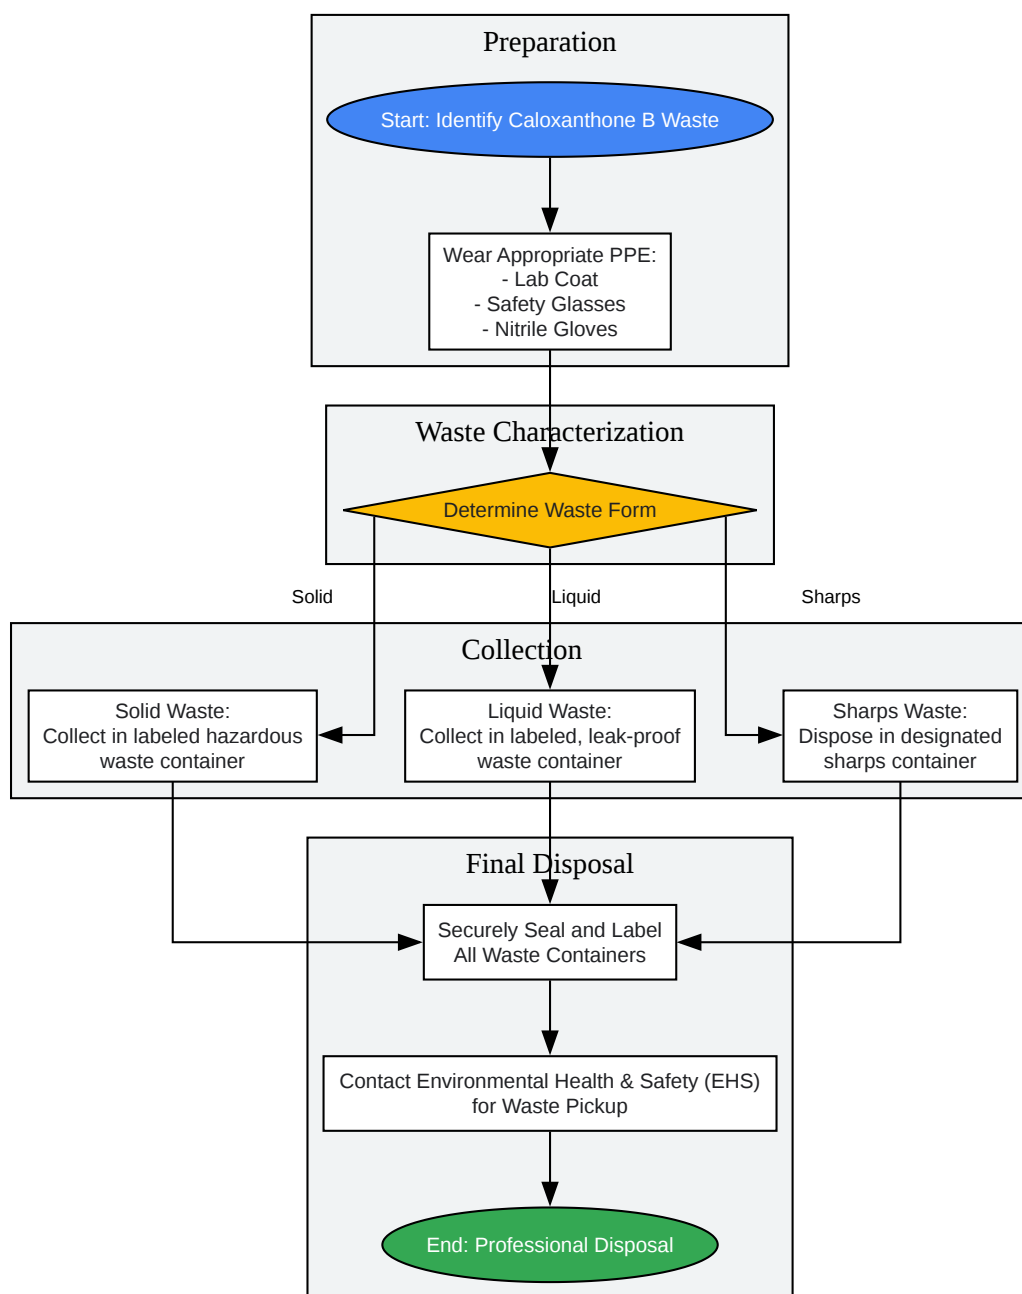 Preparation
Start: Identify Caloxanthone B Waste
Wear Appropriate PPE:
- Lab Coat
- Safety Glasses
- Nitrile Gloves
Waste Characterization
Determine Waste Form
Solid
Liquid
Sharps
Collection
Solid Waste:
Collect in labeled hazardous
waste container
Liquid Waste:
Collect in labeled, leak-proof
waste container
Sharps Waste:
Dispose in designated
sharps container
Final Disposal
Securely Seal and Label
All Waste Containers
Contact Environmental Health & Safety (EHS)
for Waste Pickup
End: Professional Disposal